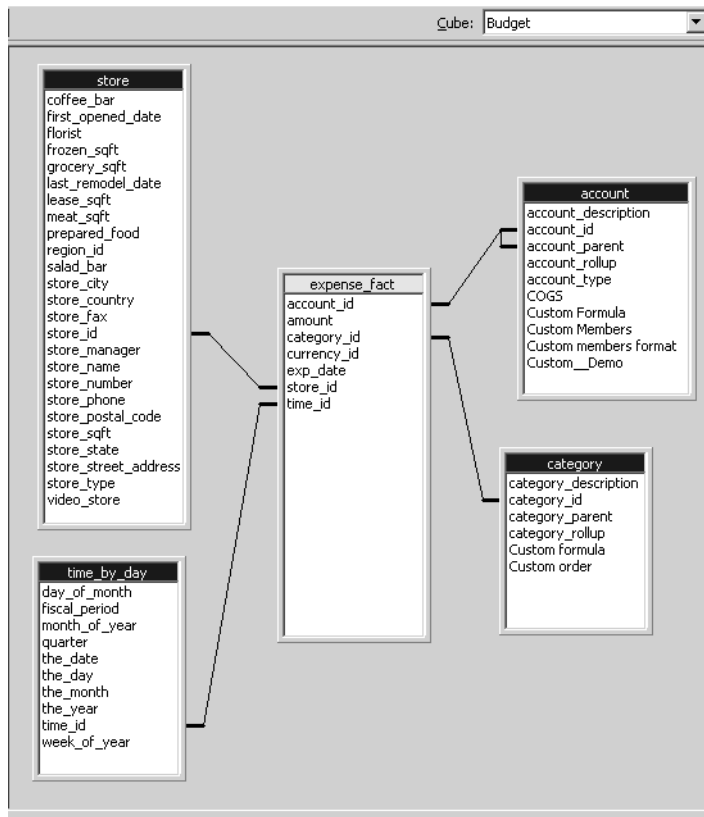 Cube: Budget
store
coffee_bar
first_opened_date
florist
frozen_sqft
grocery_sqft
last_remodel_date
lease_sqft
meat_sqft
prepared_food
region_id
salad_bar
store_city
store_country
store_fax
store_id
store_manager
store_name
store_number
store_phone
store_postal_code
store_sqft
store_state
store_street_address
store_type
video_store
time_by_day
day_of_month
fiscal_period
month_of_year
quarter
the_date
the_day
the_month
the_year
time_id
week_of_year
expense_fact
account_id
amount
category_id
currency_id
exp_date
store_id
time_id
account
account_description
account_id
account_parent
account_rollup
account_type
COGS
Custom Formula
Custom Members
Custom members format
Custom__Demo
category
category_description
category_id
category_parent
category_rollup
Custom formula
Custom order